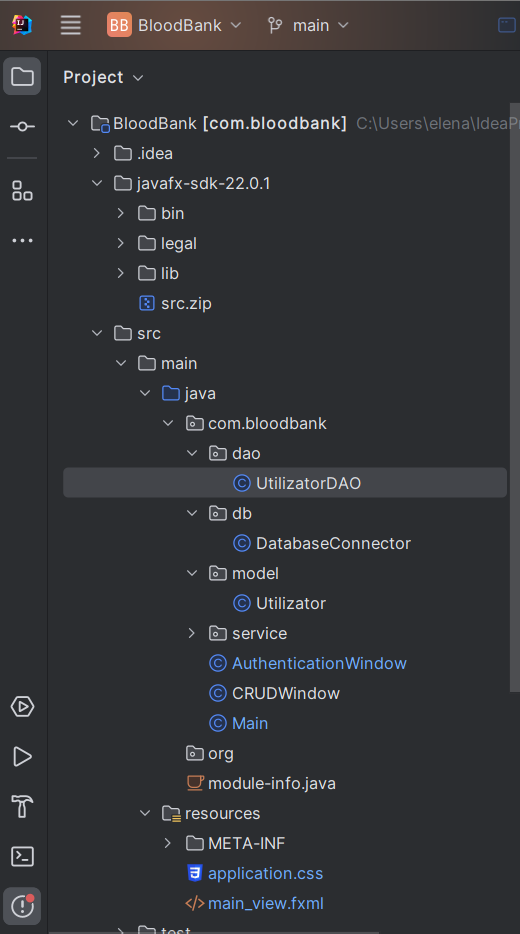 BB BloodBank main
Project
BloodBank [com.bloodbank] C:\Users\elena\IdeaPr
.idea
javafx-sdk-22.0.1
bin
legal
lib
src.zip
src
main
java
com.bloodbank
dao
UtilizatorDAO
db
DatabaseConnector
model
Utilizator
service
AuthenticationWindow
CRUDWindow
Main
org
module-info.java
resources
META-INF
application.css
main_view.fxml
test